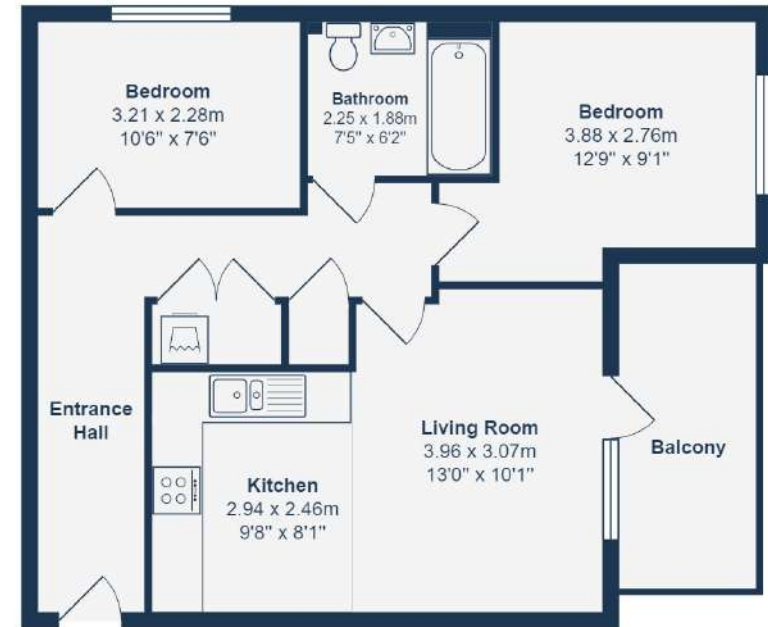 Bedroom
3.21 x 2.28m
10'6" x 7'6"
Bathroom
2.25 x 1.88m
7'5" x 6'2"
Bedroom
3.88 x 2.76m
12'9" x 9'1"
Entrance
Hall
Kitchen
2.94 x 2.46m
9'8" x 8'1"
Living Room
3.96 x 3.07m
13'0" x 10'1"
Balcony